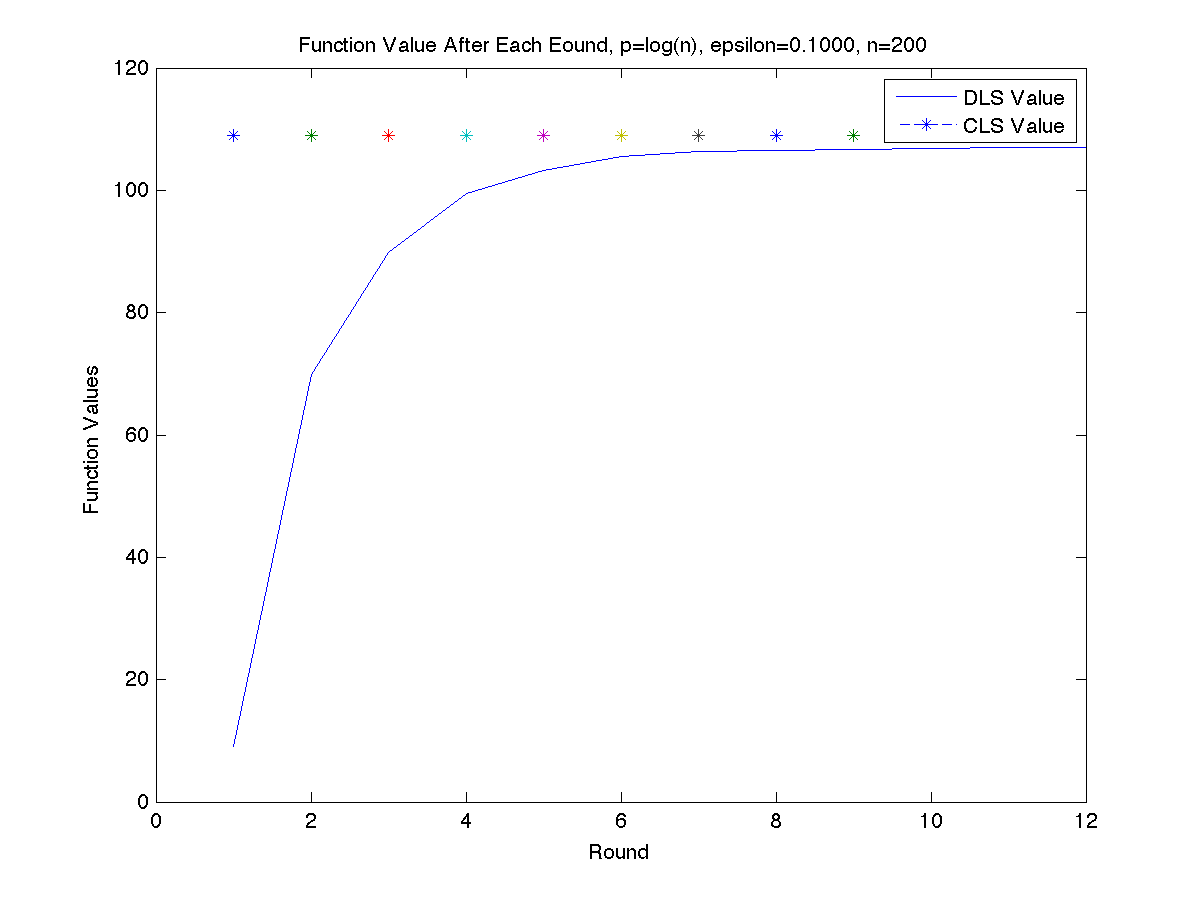 Function Value After Each Eound, p=log(n), epsilon=0.1000, n=200
120
100
80
60
40
20
0
Function Values
DLS Value
CLS Value
0 2 4 6 8 10 12
Round